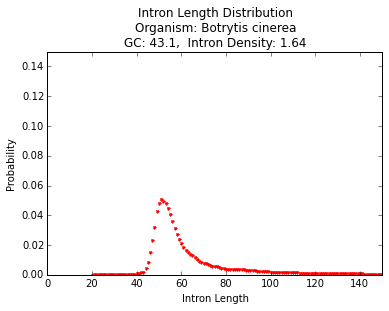 Intron Length Distribution
Organism: Botrytis cinerea
GC: 43.1,  Intron Density: 1.64
0.14
0.12
0.10
0.08
0.06
0.04
0.02
0.00
Probability
0 20 40 60 80 100 120 140
Intron Length